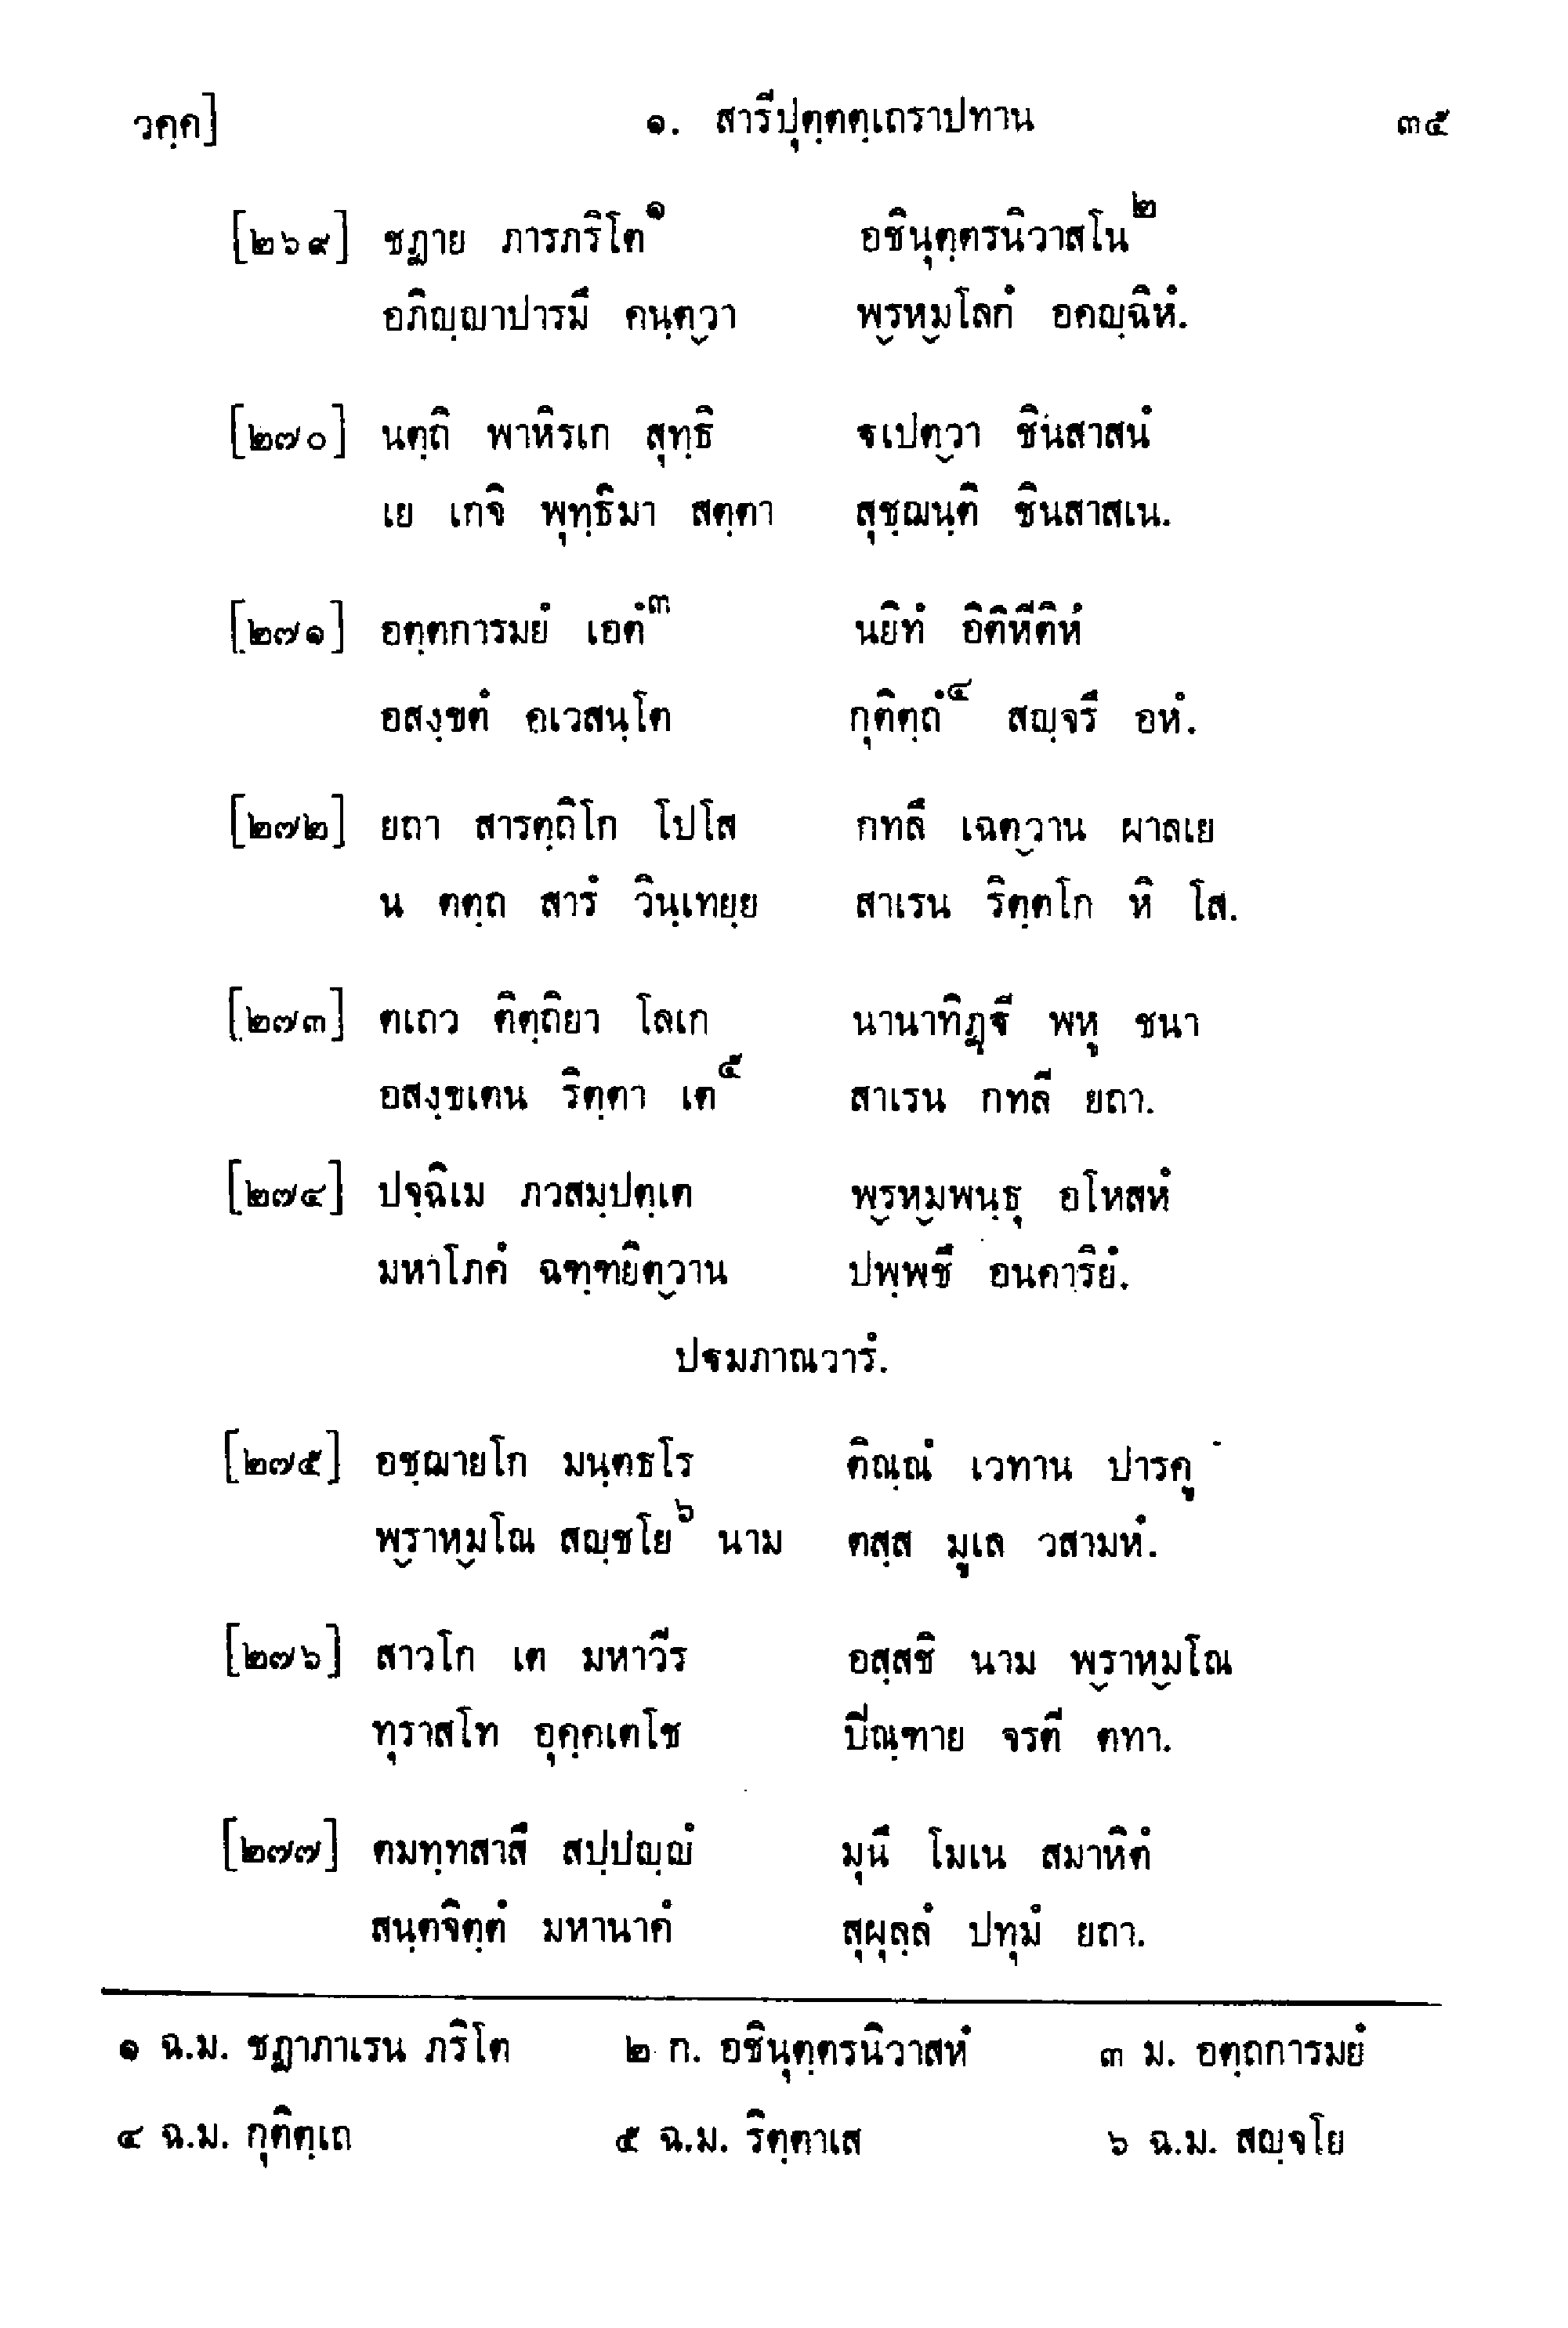 วคฺค] ๑. สารีปุตฺตตฺเถราปทาน ๓๕
[๒๖๙] ชฏาย ภารภริโต๑ อชินุตฺตรนิวาสโน๒
อภิญฺญาปารมึ คนฺตฺวา พฺรหฺมโลกํ อคญฺฉิหํ.
[๒๗๐] นตฺถิ พาหิรเก สุทฺธิ ฐเปตฺวา ชินสาสนํ
เย เกจิ พุทฺธิมา สตฺตา สุชฺฌนฺติ ชินสาสเน.
[๒๗๑] อตฺตการมยํ เอตํ๓ นยิทํ อิติหีติหํ
อสงฺขตํ คเวสนฺโต กุติตฺถํ๔ สญฺจรึ อหํ.
[๒๗๒] ยถา สารตฺถิโก โปโส กทลึ เฉตฺวาน ผาลเย
น ตตฺถ สารํ วินฺเทยฺย สาเรน ริตฺตโก หิ โส.
[๒๗๓] ตเถว ติตฺถิยา โลเก นานาทิฏฺฐี พหู ชนา
อสงฺขเตน ริตฺตา เต๕ สาเรน กทลี ยถา.
[๒๗๔] ปจฺฉิเม ภวสมฺปตฺเต พฺรหฺมพนฺธุ อโหสหํ
มหาโภคํ ฉฑฺฑยิตฺวาน ปพฺพชึ อนคาริยํ.
ปฐมภาณวารํ.
[๒๗๕] อชฺฌายโก มนฺตธโร ติณฺณํ เวทาน ปารคู
พฺราหฺมโณ สญฺชโย๖ นาม ตสฺส มูเล วสามหํ.
[๒๗๖] สาวโก เต มหาวีร อสฺสชิ นาม พฺราหฺมโณ
ทุราสโท อุคฺคเตโช ปิณฺฑาย จรตี ตทา.
[๒๗๗] ตมทฺทสาสึ สปฺปญฺญํ มุนึ โมเน สมาหิตํ
สนฺตจิตฺตํ มหานาคํ สุผุลฺลํ ปทุมํ ยถา.
๑ ฉ.ม. ชฏาภาเรน ภริโต ๒ ก. อชินุตฺตรนิวาสหํ ๓ ม. อตฺถการมยํ
๔ ฉ.ม. กุติตฺเถ ๕ ฉ.ม. ริตฺตาเส ๖ ฉ.ม. สญฺจโย